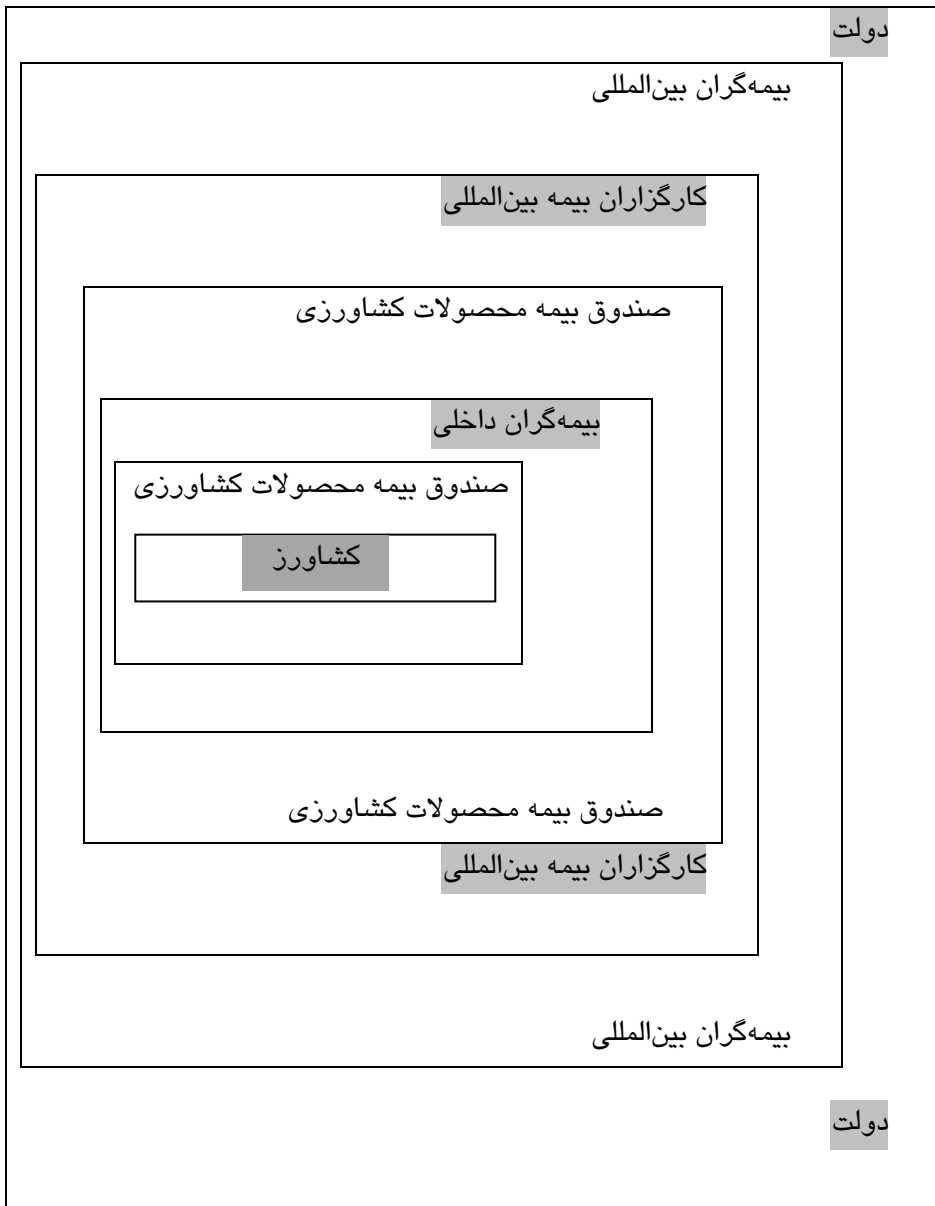 دولت
بیمه‌گران بین‌المللی
کارگزاران بیمه بین‌المللی
صندوق بیمه محصولات کشاورزی
بیمه‌گران داخلی
صندوق بیمه محصولات کشاورزی
کشاورز
صندوق بیمه محصولات کشاورزی
کارگزاران بیمه بین‌المللی
بیمه‌گران بین‌المللی
دولت